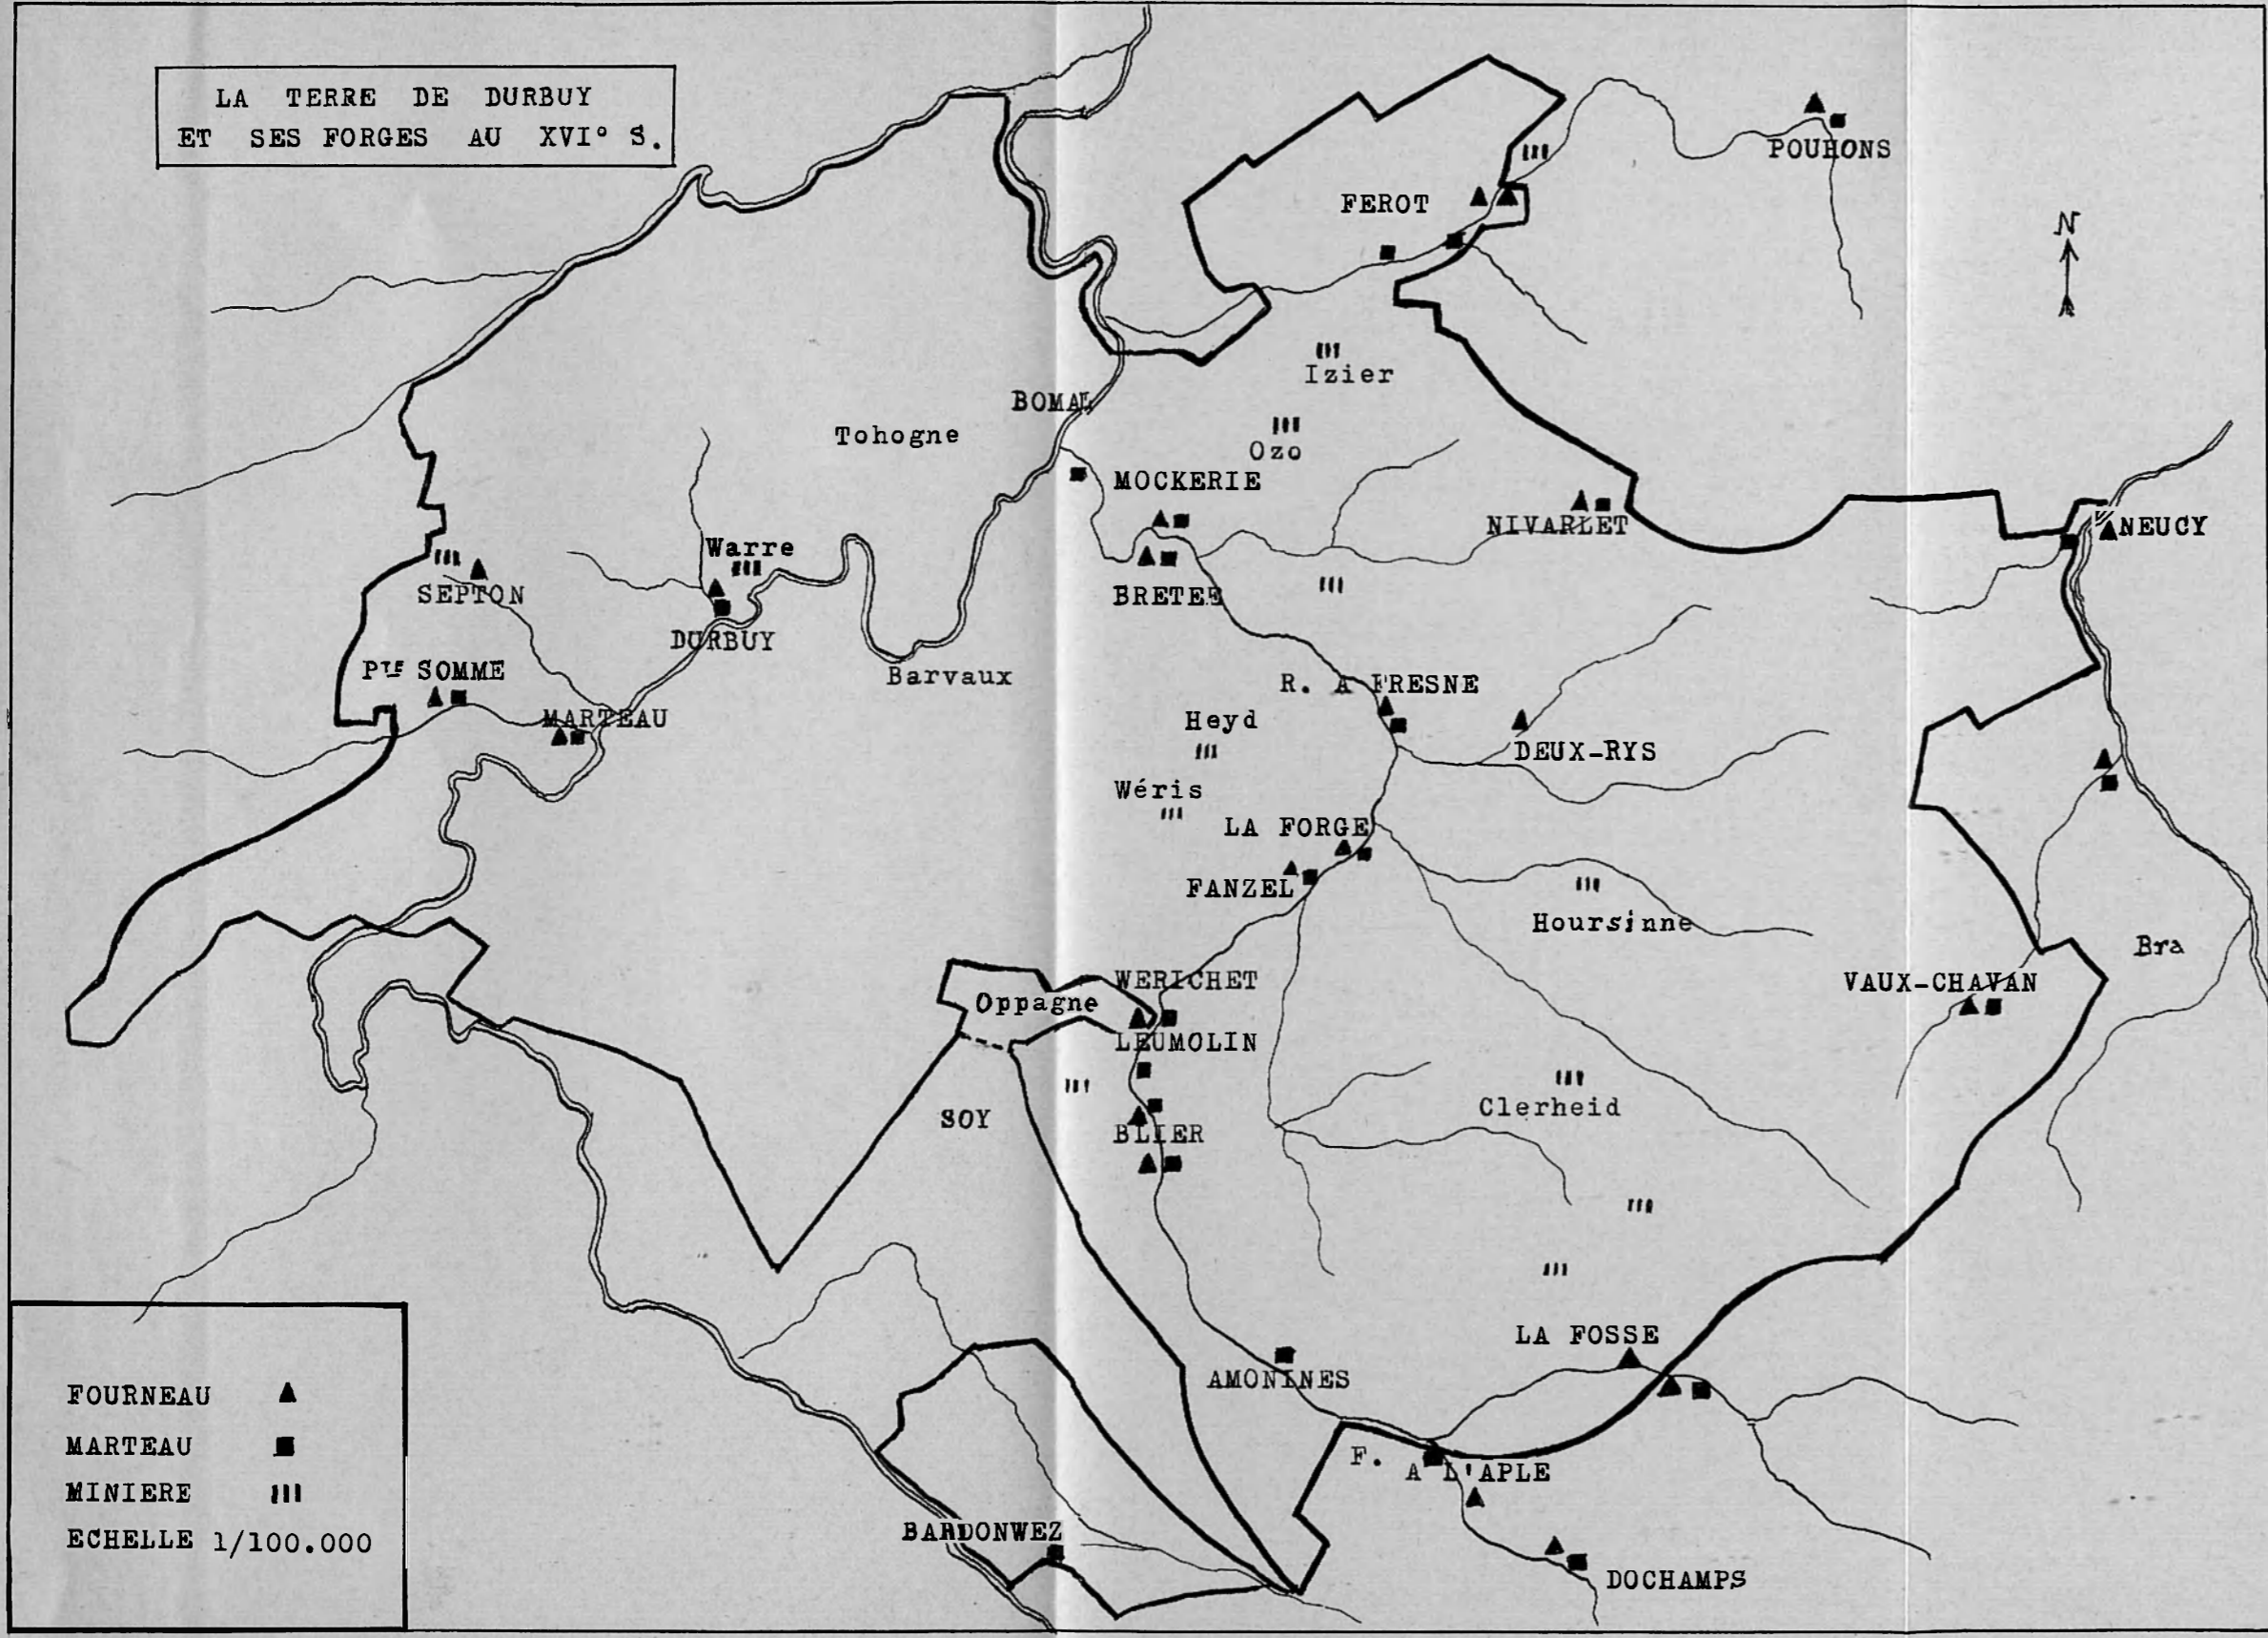 LA TERRE DE DURBUY
ET SES FORGES AU XVI° S.
POUHONS
FEROT
N
Izier
BOMAL
Tohogne
Ozo
MOCKERIE
NIVARLET
NEUCY
Warre
SEPTON
BRETEE
DURBUY
PTE SOMME
Barvaux
R. A FRESNE
MARTEAU
Heyd
DEUX-RYS
Wéris
LA FORGE
FANZEL
Hoursinne
Bra
WERICHET
VAUX-CHAVAN
Oppagne
LEUMOLIN
SOY
Clerheid
BLIER
LA FOSSE
AMONINES
F. A L'APLE
BARDONWEZ
DOCHAMPS
FOURNEAU
MARTEAU
MINIERE
ECHELLE 1/100.000